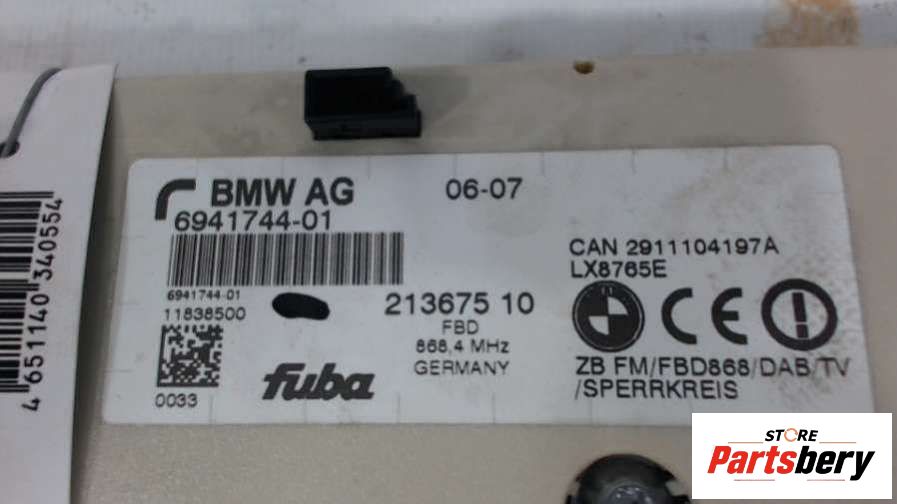 BMW AG
06-07
6941744-01
CAN 2911104197A
LX8765E
6941744-01
11838500
213675 10
FBD
868,4 MHz
GERMANY
0033
fuba
ZB FM/FBD868/DAB/TV
/SPERRKREIS
4 651140 340554
STORE
Partsbery